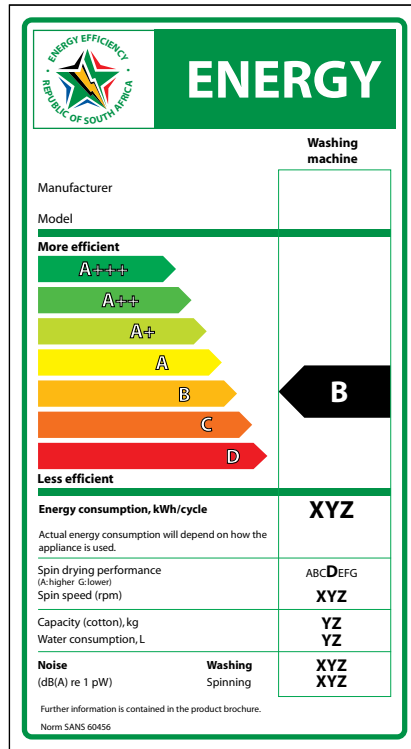 ENERGY EFFICIENCY
REPUBLIC OF SOUTH AFRICA
ENERGY
Washing
machine
Manufacturer
Model
More efficient
A+++
A++
A+
A
B
C
D
B
Less efficient
Energy consumption, kWh/cycle XYZ
Actual energy consumption will depend on how the
appliance is used.
Spin drying performance ABCDEFG
(A: higher G: lower)
Spin speed (rpm) XYZ
Capacity (cotton), kg YZ
Water consumption, L YZ
Noise Washing XYZ
(dB(A) re 1 pW) Spinning XYZ
Further information is contained in the product brochure.
Norm SANS 60456